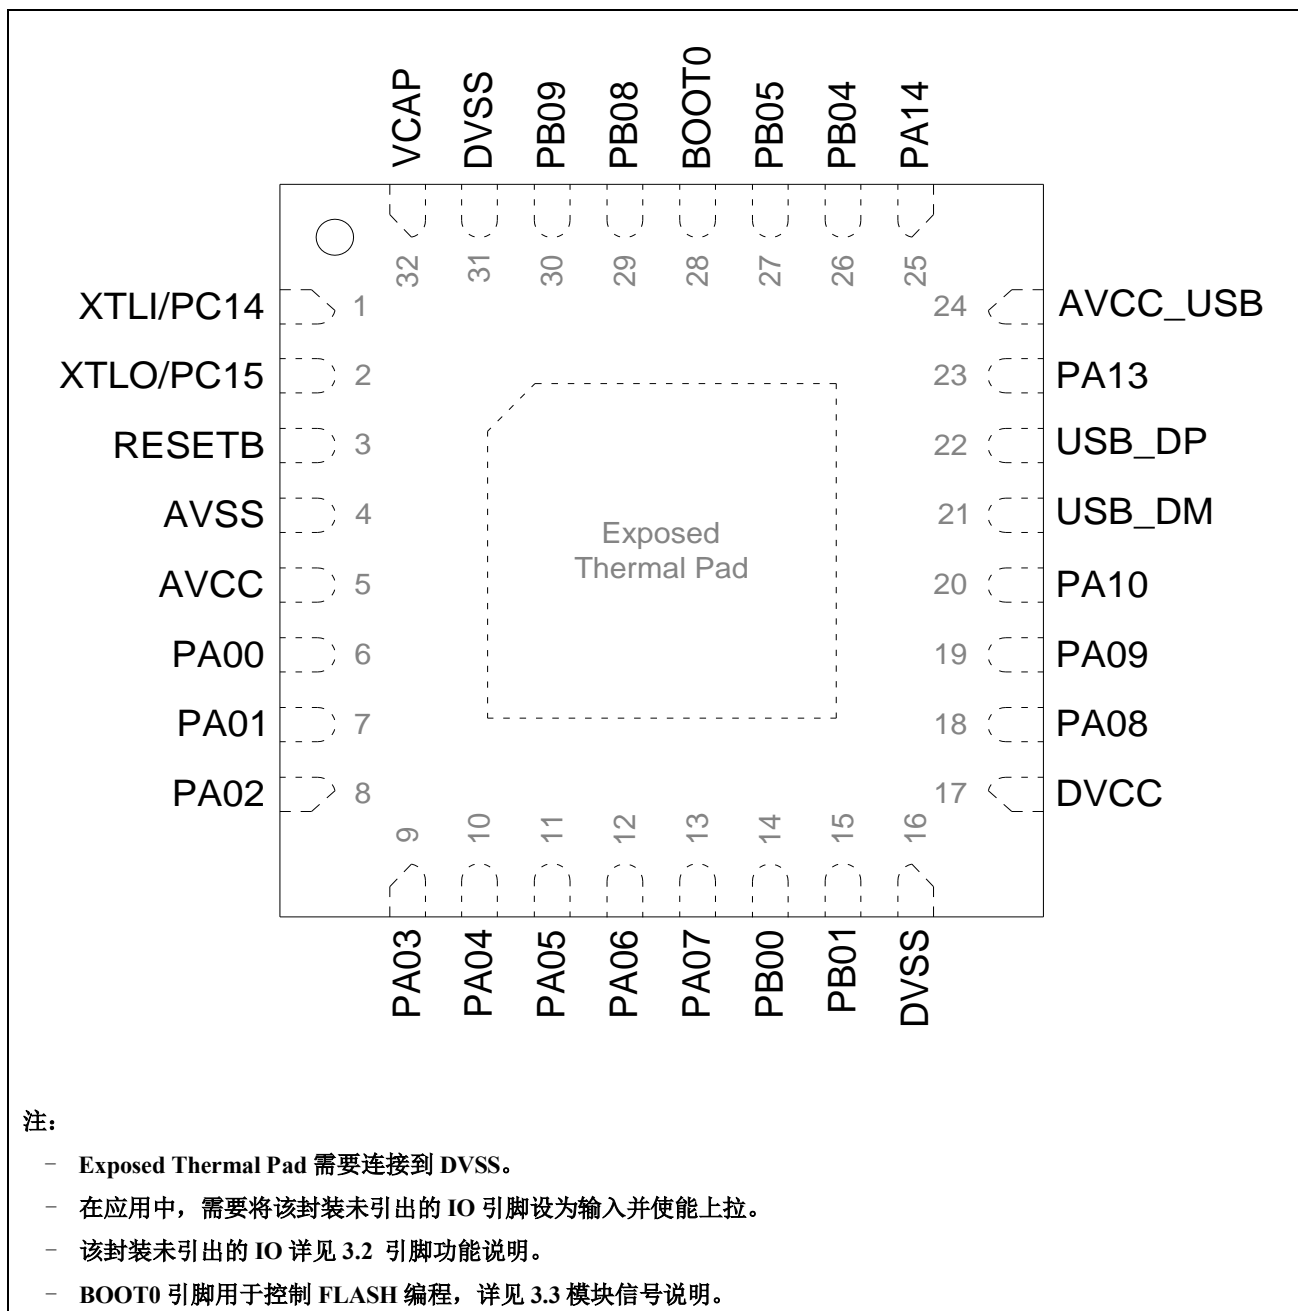 VCAP
DVSS
PB09
PB08
BOOT0
PB05
PB04
PA14
32
31
30
29
28
27
26
25
XTLI/PC14 1
24 AVCC_USB
XTLO/PC15 2
23 PA13
RESETB 3
22 USB_DP
AVSS 4
21 USB_DM
Exposed
Thermal Pad
AVCC 5
20 PA10
PA00 6
19 PA09
PA01 7
18 PA08
PA02 8
17 DVCC
9
10
11
12
13
14
15
16
PA03
PA04
PA05
PA06
PA07
PB00
PB01
DVSS
注：
- Exposed Thermal Pad 需要连接到 DVSS。
- 在应用中，需要将该封装未引出的 IO 引脚设为输入并使能上拉。
- 该封装未引出的 IO 详见 3.2 引脚功能说明。
- BOOT0 引脚用于控制 FLASH 编程，详见 3.3 模块信号说明。